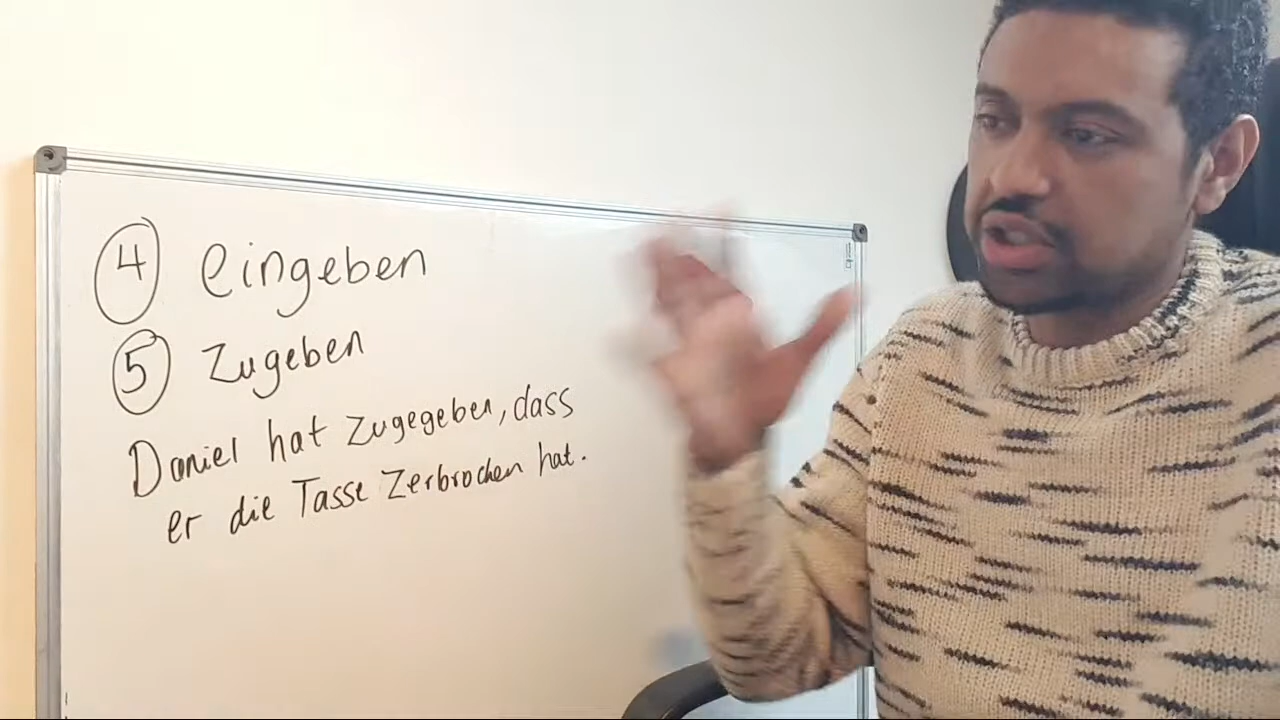 4 eingeben
5 Zugeben
Daniel hat zugegeben, dass
er die Tasse zerbrochen hat.